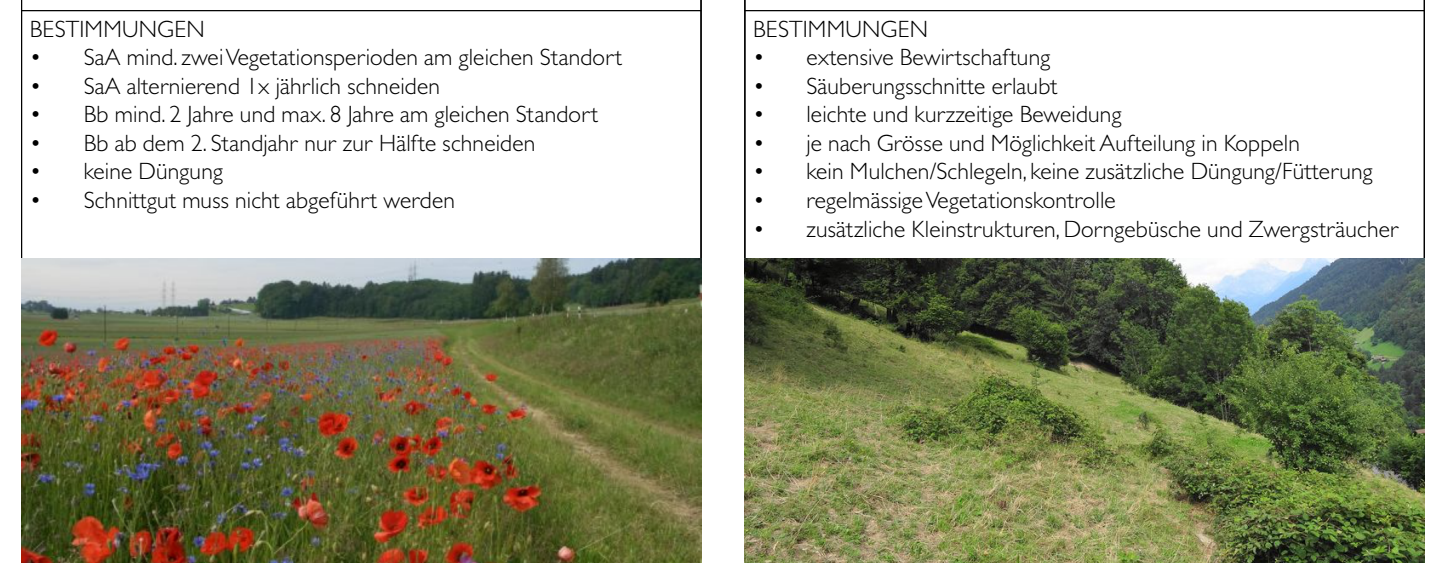 BESTIMMUNGEN
• SaA mind. zwei Vegetationsperioden am gleichen Standort
• SaA alternierend 1x jährlich schneiden
• Bb mind. 2 Jahre und max. 8 Jahre am gleichen Standort
• Bb ab dem 2. Standjahr nur zur Hälfte schneiden
• keine Düngung
• Schnittgut muss nicht abgeführt werden
BESTIMMUNGEN
• extensive Bewirtschaftung
• Säuberungsschnitte erlaubt
• leichte und kurzzeitige Beweidung
• je nach Grösse und Möglichkeit Aufteilung in Koppeln
• kein Mulchen/Schlegeln, keine zusätzliche Düngung/Fütterung
• regelmässige Vegetationskontrolle
• zusätzliche Kleinstrukturen, Dorngebüsche und Zwergsträucher